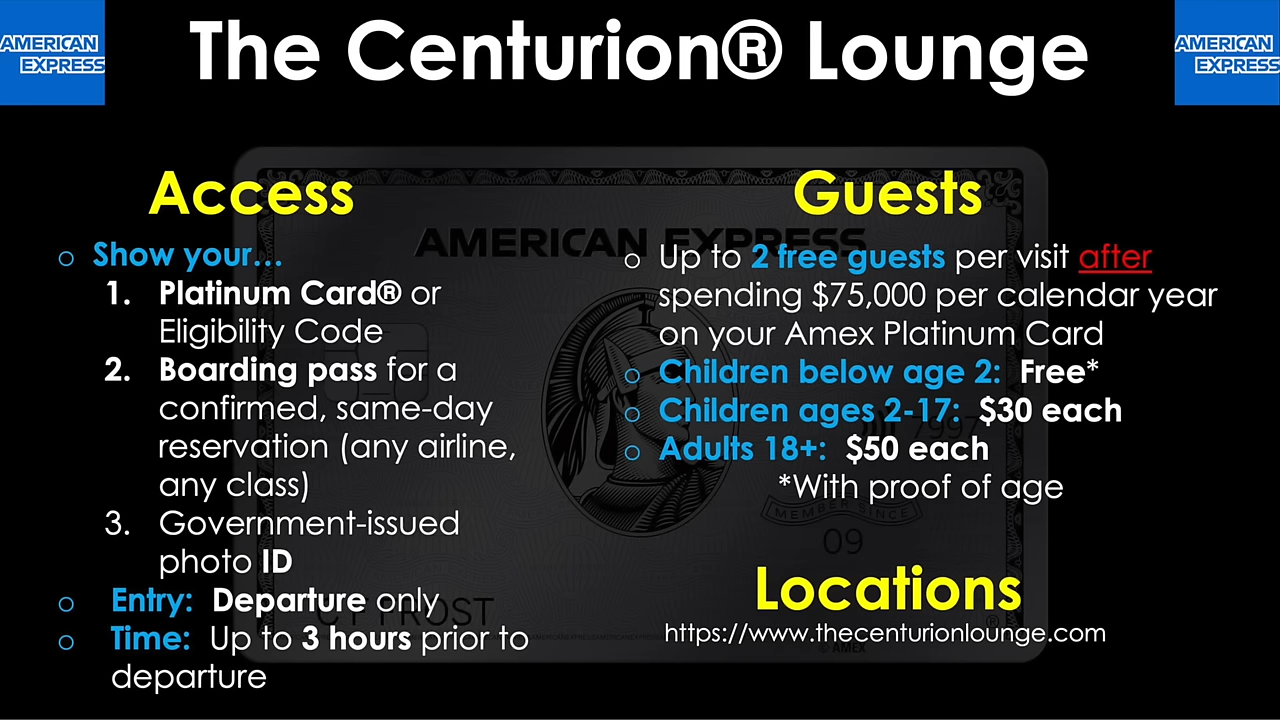 AMERICAN
EXPRESS
The Centurion® Lounge
AMERICAN
EXPRESS
Access
o Show your...
1. Platinum Card® or
Eligibility Code
2. Boarding pass for a
confirmed, same-day
reservation (any airline,
any class)
3. Government-issued
photo ID
o Entry: Departure only
o Time: Up to 3 hours prior to
departure
Guests
o Up to 2 free guests per visit after
spending $75,000 per calendar year
on your Amex Platinum Card
o Children below age 2: Free*
o Children ages 2-17: $30 each
o Adults 18+: $50 each
*With proof of age
Locations
https://www.thecenturionlounge.com
AMERICAN EXPRESS
MEMBER SINCE
09
FROST
© AMEX